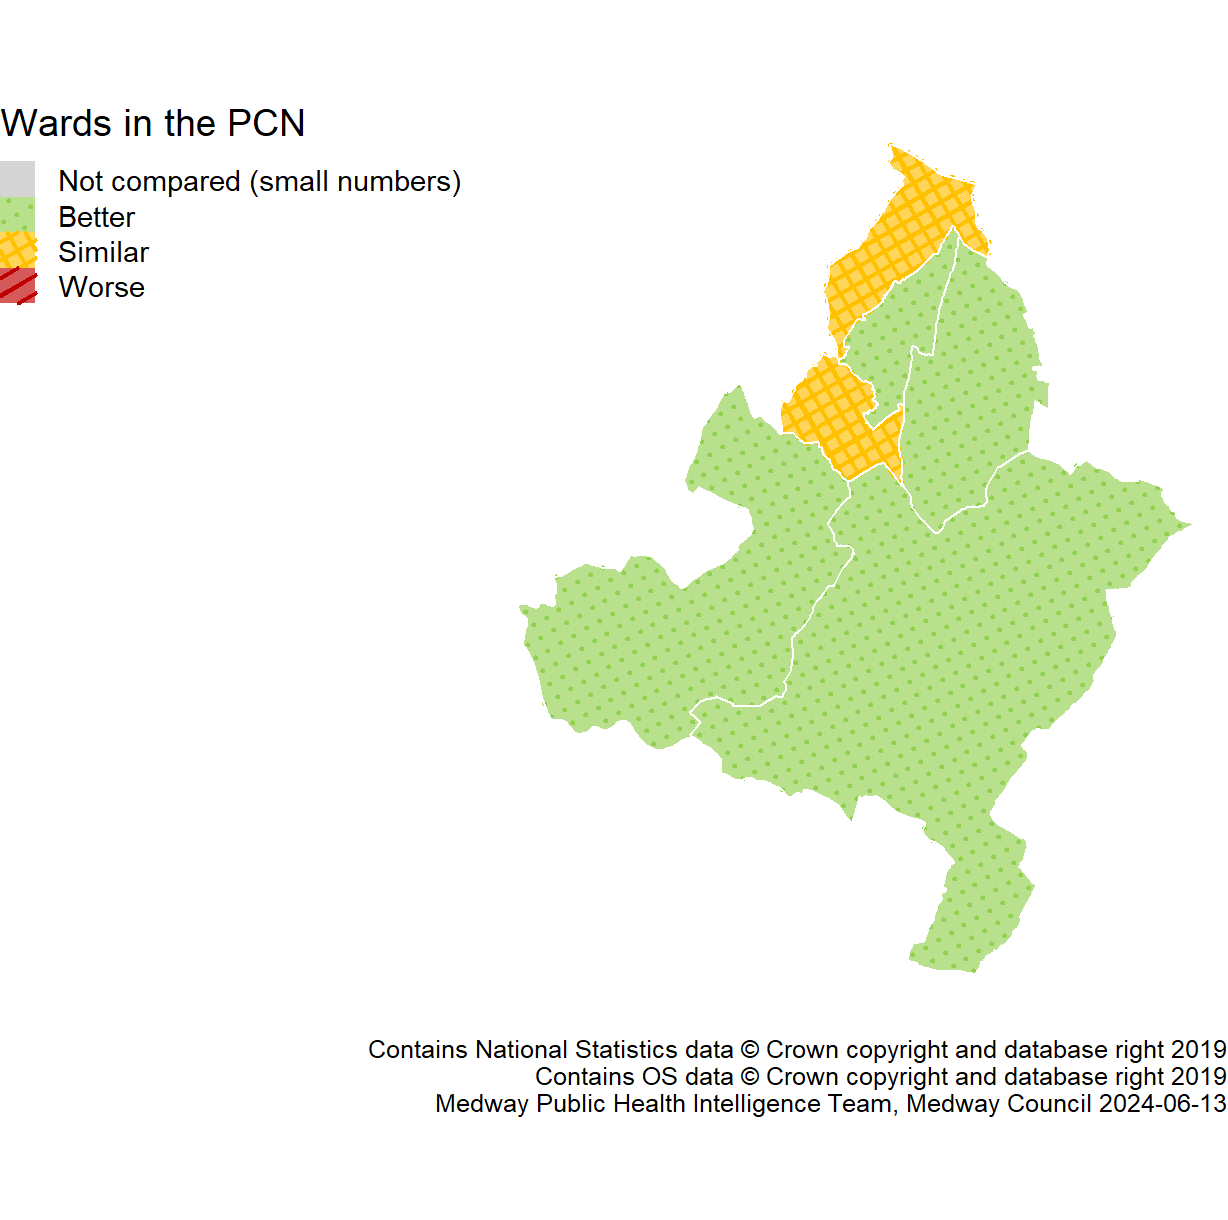 Wards in the PCN
Not compared (small numbers)
Better
Similar
Worse
Contains National Statistics data © Crown copyright and database right 2019
Contains OS data © Crown copyright and database right 2019
Medway Public Health Intelligence Team, Medway Council 2024-06-13